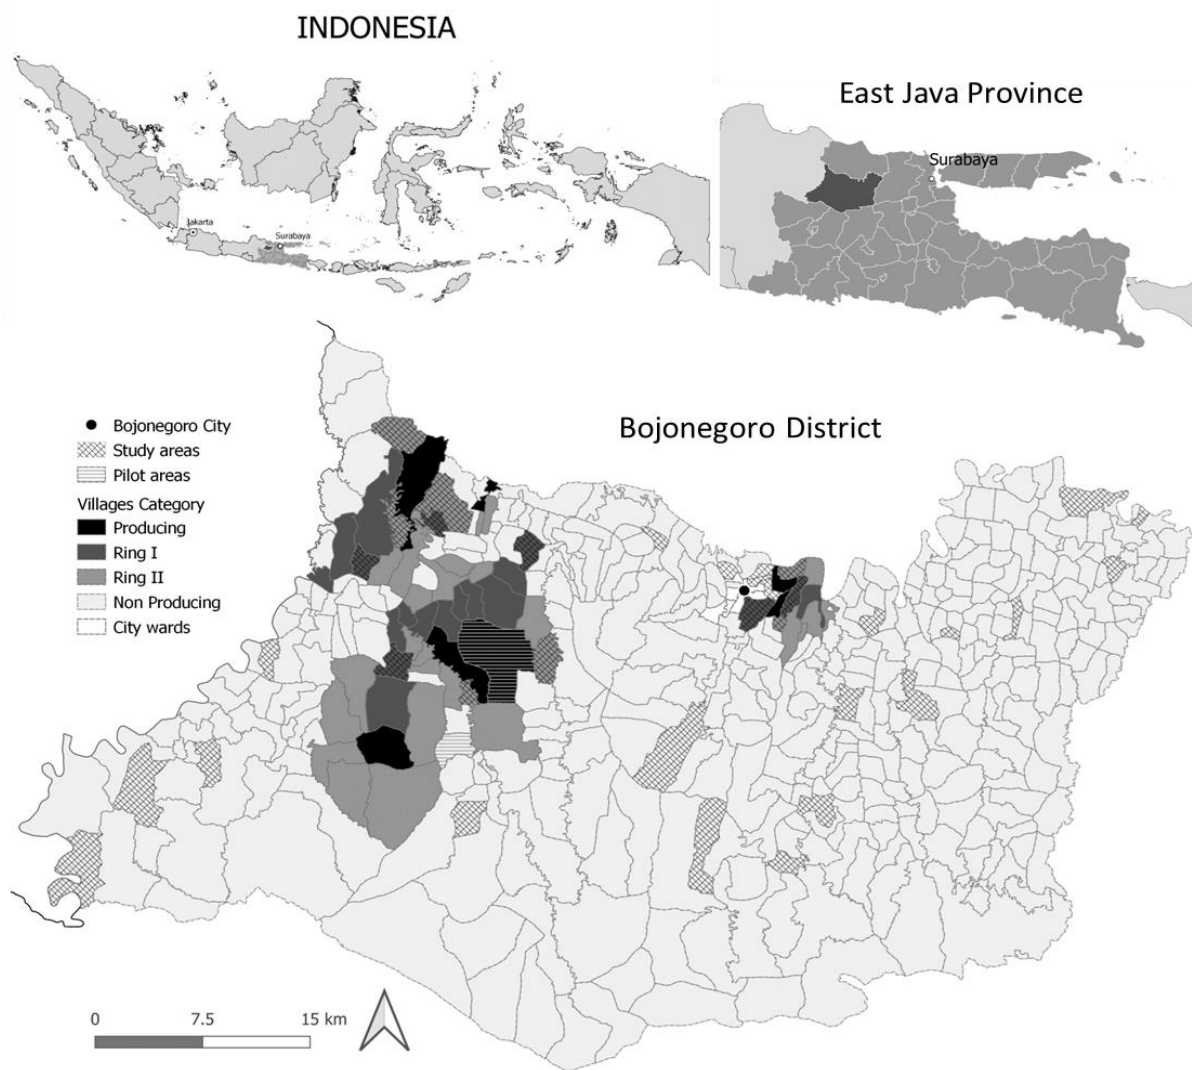 INDONESIA
Jakarta
Surabaya
East Java Province
Surabaya
Bojonegoro District
Bojonegoro City
Study areas
Pilot areas
Villages Category
Producing
Ring I
Ring II
Non Producing
City wards
0 7.5 15 km